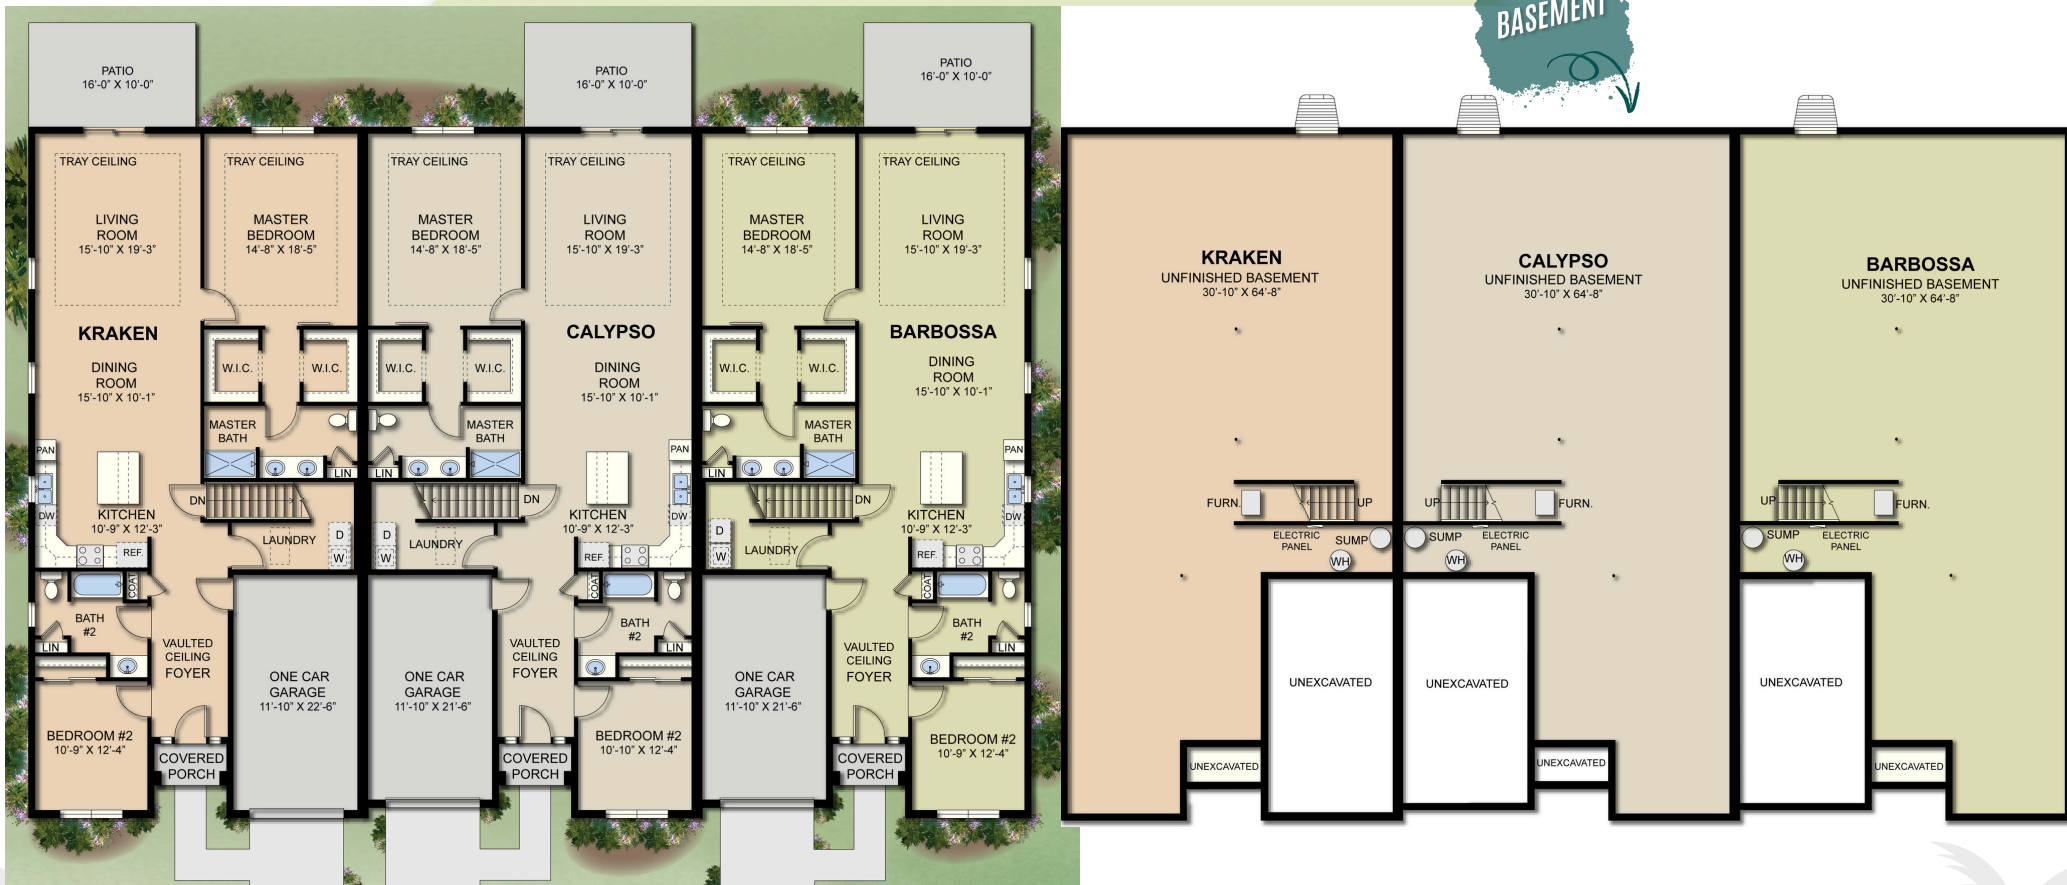 BASEMENT
PATIO
16'-0" X 10'-0"
PATIO
16'-0" X 10'-0"
PATIO
16'-0" X 10'-0"
TRAY CEILING
TRAY CEILING
TRAY CEILING
TRAY CEILING
TRAY CEILING
TRAY CEILING
LIVING
ROOM
15'-10" X 19'-3"
MASTER
BEDROOM
14'-8" X 18'-5"
MASTER
BEDROOM
14'-8" X 18'-5"
LIVING
ROOM
15'-10" X 19'-3"
MASTER
BEDROOM
14'-8" X 18'-5"
LIVING
ROOM
15'-10" X 19'-3"
KRAKEN
CALYPSO
BARBOSSA
DINING
ROOM
15'-10" X 10'-1"
W.I.C.
W.I.C.
W.I.C.
W.I.C.
DINING
ROOM
15'-10" X 10'-1"
W.I.C.
W.I.C.
DINING
ROOM
15'-10" X 10'-1"
MASTER
BATH
MASTER
BATH
MASTER
BATH
PAN
LIN
LIN
PAN
LIN
PAN
DN
DN
DN
DW
KITCHEN
10'-9" X 12'-3"
LAUNDRY
D
W
D
W
LAUNDRY
KITCHEN
10'-9" X 12'-3"
DW
D
W
LAUNDRY
KITCHEN
10'-9" X 12'-3"
DW
REF.
REF.
REF.
COAT
COAT
COAT
BATH
#2
LIN
BATH
#2
LIN
BATH
#2
LIN
VAULTED
CEILING
FOYER
VAULTED
CEILING
FOYER
VAULTED
CEILING
FOYER
ONE CAR
GARAGE
11'-10" X 22'-6"
ONE CAR
GARAGE
11'-10" X 21'-6"
ONE CAR
GARAGE
11'-10" X 21'-6"
BEDROOM #2
10'-9" X 12'-4"
BEDROOM #2
10'-10" X 12'-4"
BEDROOM #2
10'-9" X 12'-4"
COVERED
PORCH
COVERED
PORCH
COVERED
PORCH
KRAKEN
UNFINISHED BASEMENT
30'-10" X 64'-8"
CALYPSO
UNFINISHED BASEMENT
30'-10" X 64'-8"
BARBOSSA
UNFINISHED BASEMENT
30'-10" X 64'-8"
FURN.
UP
UP
FURN.
UP
FURN.
ELECTRIC
PANEL
SUMP
WH
SUMP
ELECTRIC
PANEL
WH
SUMP
ELECTRIC
PANEL
WH
UNEXCAVATED
UNEXCAVATED
UNEXCAVATED
UNEXCAVATED
UNEXCAVATED
UNEXCAVATED